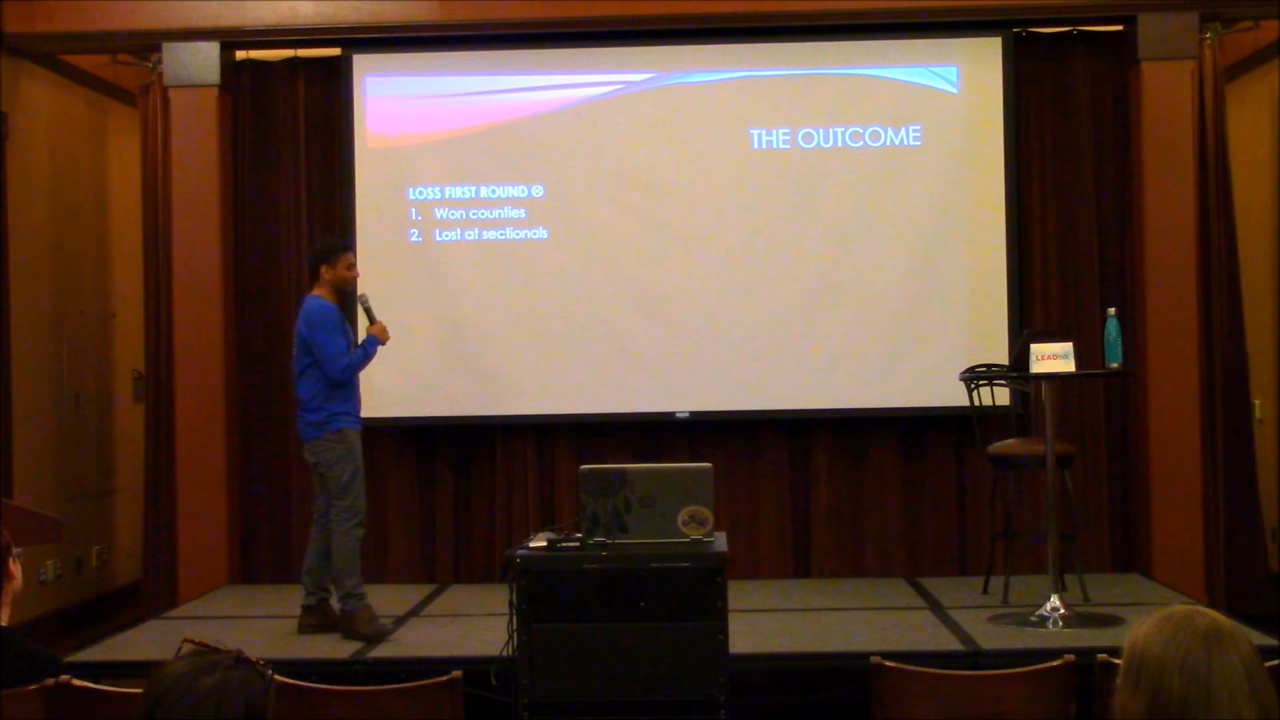 THE OUTCOME
LOSS FIRST ROUND ☹
1. Won counties
2. Lost at sectionals
LEAD